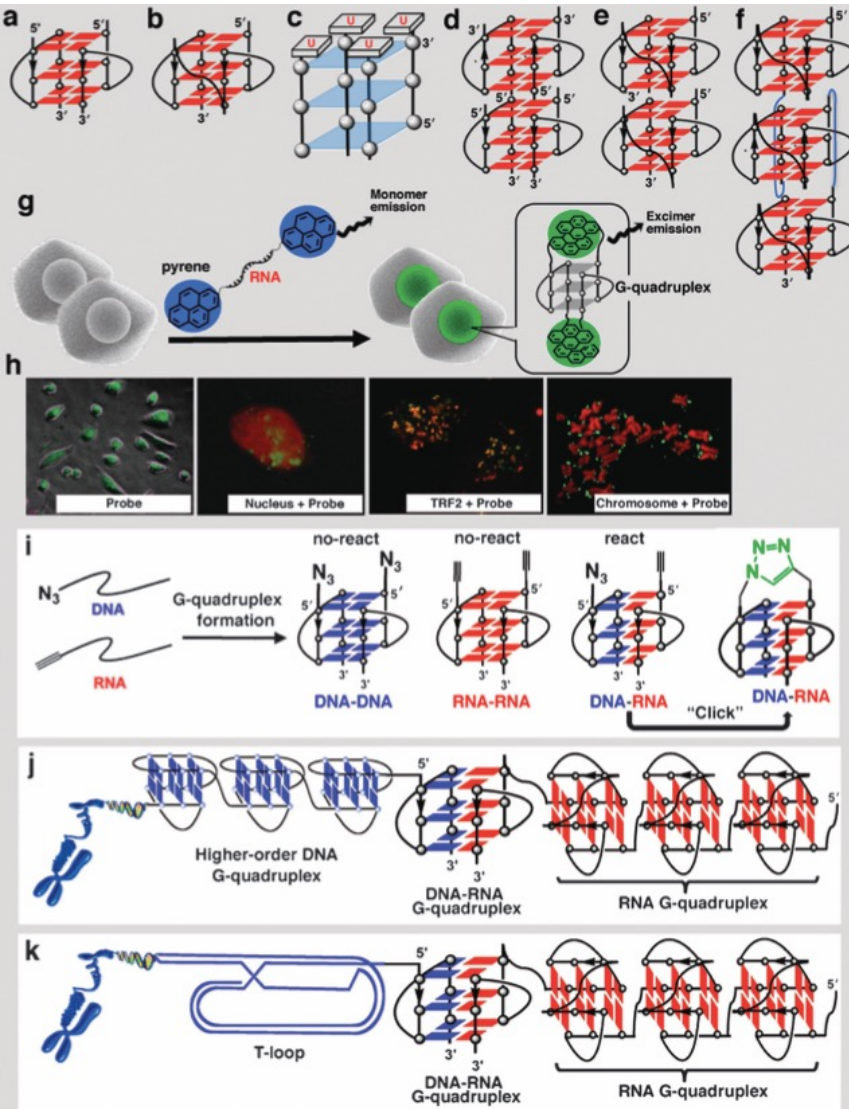 a
5'
5'
3' 3'
b
5'
3'
c
U
U
U
U
3'
5'
d
3'
3'
5' 5'
3' 3'
e
5'
3' 5'
3'
f
5'
5'
3'
g
pyrene
RNA
Monomer
emission
Excimer
emission
G-quadruplex
h
Probe
Nucleus + Probe
TRF2 + Probe
Chromosome + Probe
i
N3
DNA
RNA
G-quadruplex
formation
no-react
N3
N3
5'
5'
3' 3'
DNA-DNA
no-react
5'
5'
3' 3'
RNA-RNA
react
N3
5'
5'
3'
3'
DNA-RNA
"Click"
N
N=N
DNA-RNA
j
Higher-order DNA
G-quadruplex
5'
3'
3'
DNA-RNA
G-quadruplex
5'
RNA G-quadruplex
k
T-loop
5'
3'
3'
DNA-RNA
G-quadruplex
5'
RNA G-quadruplex